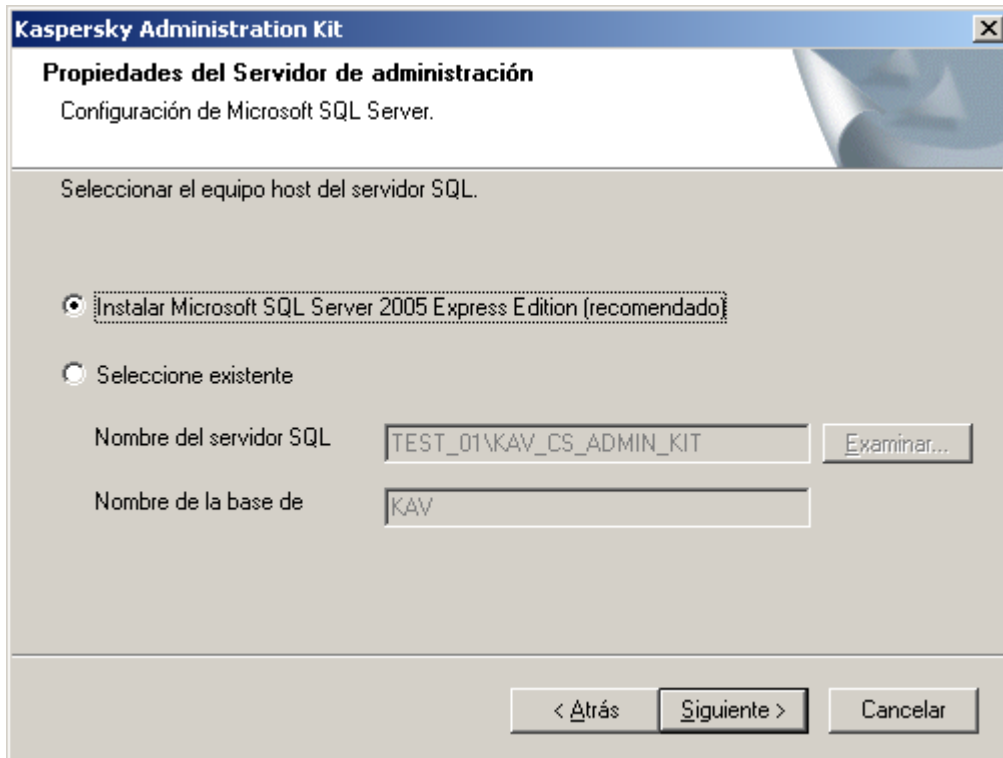 Kaspersky Administration Kit
Propiedades del Servidor de administración
Configuración de Microsoft SQL Server.
Seleccionar el equipo host del servidor SQL.
Instalar Microsoft SQL Server 2005 Express Edition (recomendado)
Seleccione existente
Nombre del servidor SQL
TEST_01\KAV_CS_ADMIN_KIT
Examinar...
Nombre de la base de
KAV
< Atrás
Siguiente >
Cancelar